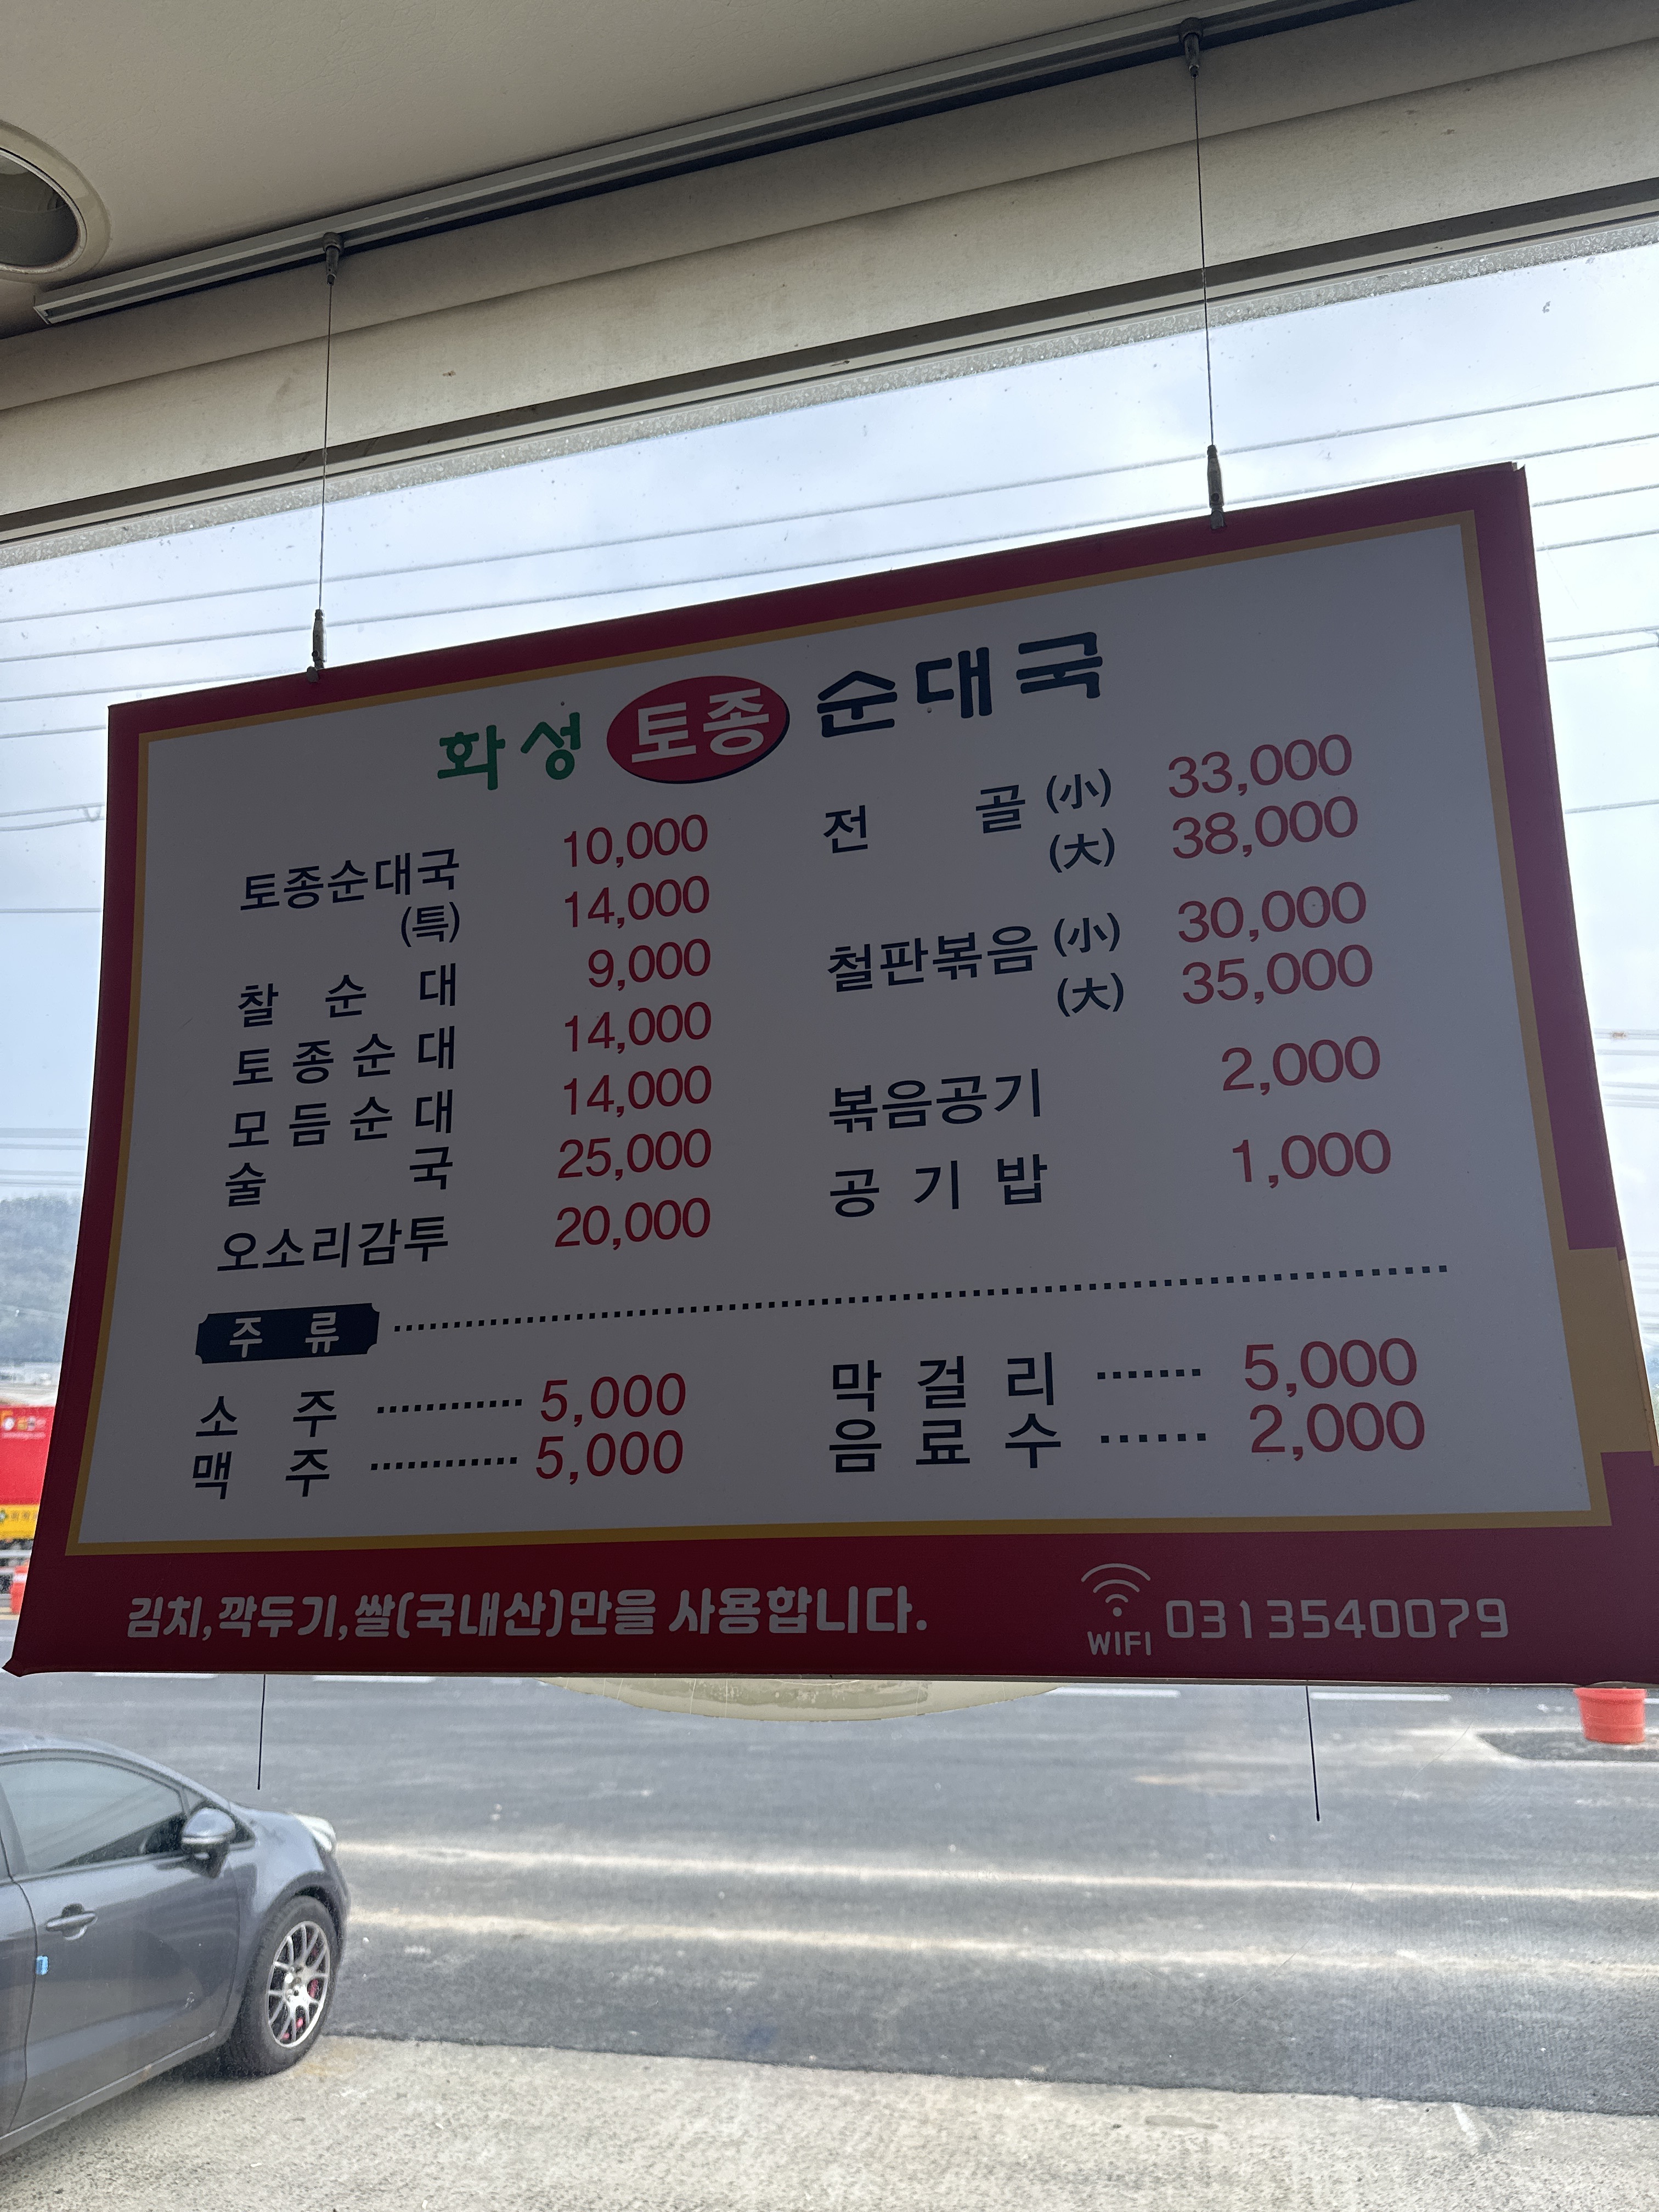 화성 토종 순대국
토종순대국 10,000
(특) 14,000
찰순대 9,000
토종순대 14,000
모듬순대 14,000
술국 25,000
오소리감투 20,000
전골 (小) 33,000
(大) 38,000
철판볶음 (小) 30,000
(大) 35,000
볶음공기 2,000
공기밥 1,000
주류
소주 ············ 5,000
맥주 ············ 5,000
막걸리 ······· 5,000
음료수 ······ 2,000
김치,깍두기,쌀(국내산)만을 사용합니다.
WIFI 0313540079